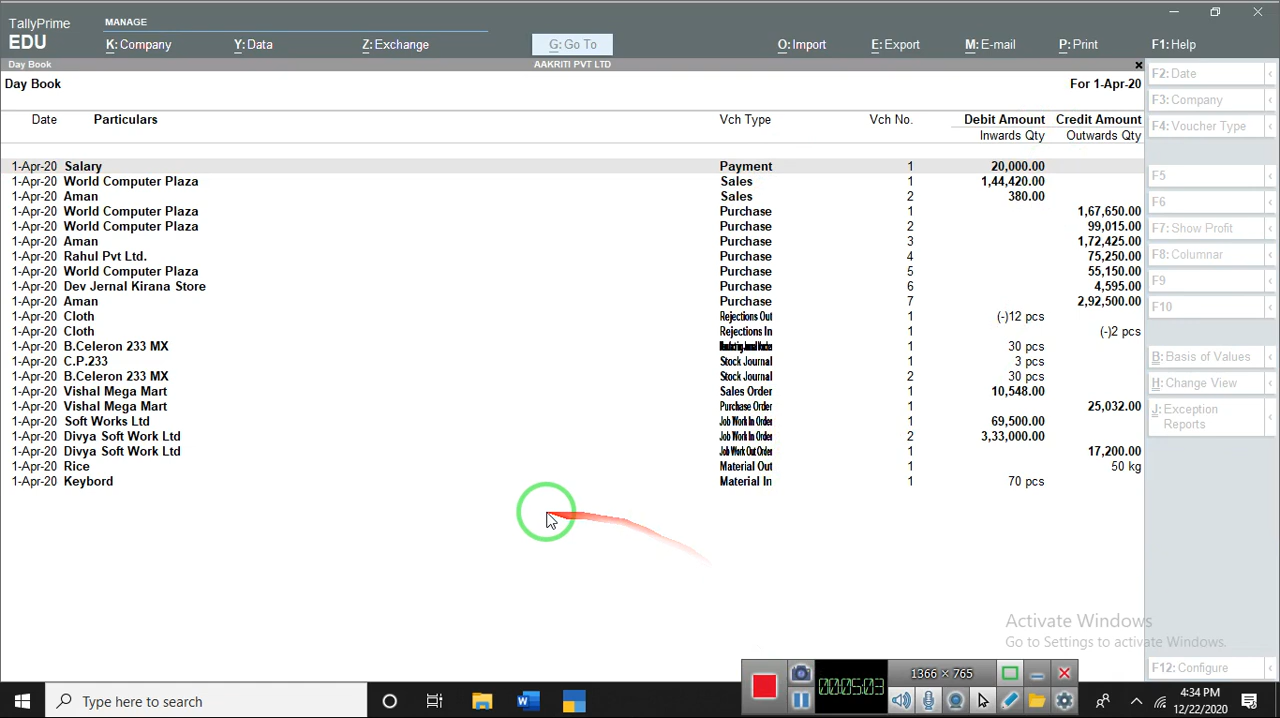 TallyPrime
EDU
MANAGE
K: Company
Y: Data
Z: Exchange
G: Go To
O: Import
E: Export
M: E-mail
P: Print
F1: Help
Day Book
AAKRITI PVT LTD
Day Book
For 1-Apr-20
Date Particulars Vch Type Vch No. Debit Amount Credit Amount
Inwards Qty Outwards Qty
1-Apr-20 Salary Payment 1 20,000.00
1-Apr-20 World Computer Plaza Sales 1 1,44,420.00
1-Apr-20 Aman Sales 2 380.00
1-Apr-20 World Computer Plaza Purchase 1 1,67,650.00
1-Apr-20 World Computer Plaza Purchase 2 99,015.00
1-Apr-20 Aman Purchase 3 1,72,425.00
1-Apr-20 Rahul Pvt Ltd. Purchase 4 75,250.00
1-Apr-20 World Computer Plaza Purchase 5 55,150.00
1-Apr-20 Dev Jernal Kirana Store Purchase 6 4,595.00
1-Apr-20 Aman Purchase 7 2,92,500.00
1-Apr-20 Cloth Rejections Out 1 (-)12 pcs
1-Apr-20 Cloth Rejections In 1 (-)2 pcs
1-Apr-20 B.Celeron 233 MX 1 30 pcs
1-Apr-20 C.P.233 Stock Journal 1 3 pcs
1-Apr-20 B.Celeron 233 MX Stock Journal 2 30 pcs
1-Apr-20 Vishal Mega Mart Sales Order 1 10,548.00
1-Apr-20 Vishal Mega Mart Purchase Order 1 25,032.00
1-Apr-20 Soft Works Ltd Job Work In Order 1 69,500.00
1-Apr-20 Divya Soft Work Ltd Job Work In Order 2 3,33,000.00
1-Apr-20 Divya Soft Work Ltd Job Work Out Order 1 17,200.00
1-Apr-20 Rice Material Out 1 50 kg
1-Apr-20 Keybord Material In 1 70 pcs
F2: Date
F3: Company
F4: Voucher Type
F5
F6
F7: Show Profit
F8: Columnar
F9
F10
B: Basis of Values
H: Change View
J: Exception
Reports
F12: Configure
Activate Windows
Go to Settings to activate Windows.
00:05:03
1366 × 765
Type here to search
4:34 PM
12/22/2020